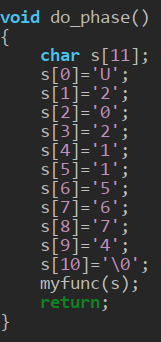 void do_phase()
{
char s[11];
s[0]='U';
s[1]='2';
s[2]='0';
s[3]='2';
s[4]='1';
s[5]='1';
s[6]='5';
s[7]='6';
s[8]='7';
s[9]='4';
s[10]='\0';
myfunc(s);
return;
}